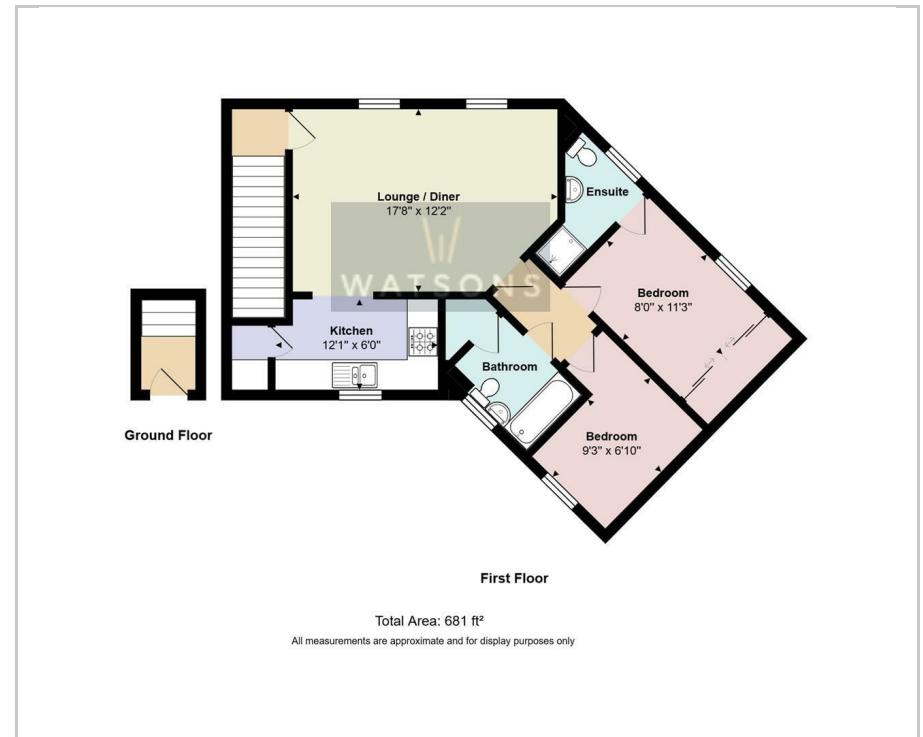 Lounge / Diner
17'8" x 12'2"
Ensuite
WATSONS
Bedroom
8'0" x 11'3"
Kitchen
12'1" x 6'0"
Bathroom
Bedroom
9'3" x 6'10"
Ground Floor
First Floor
Total Area: 681 ft²
All measurements are approximate and for display purposes only